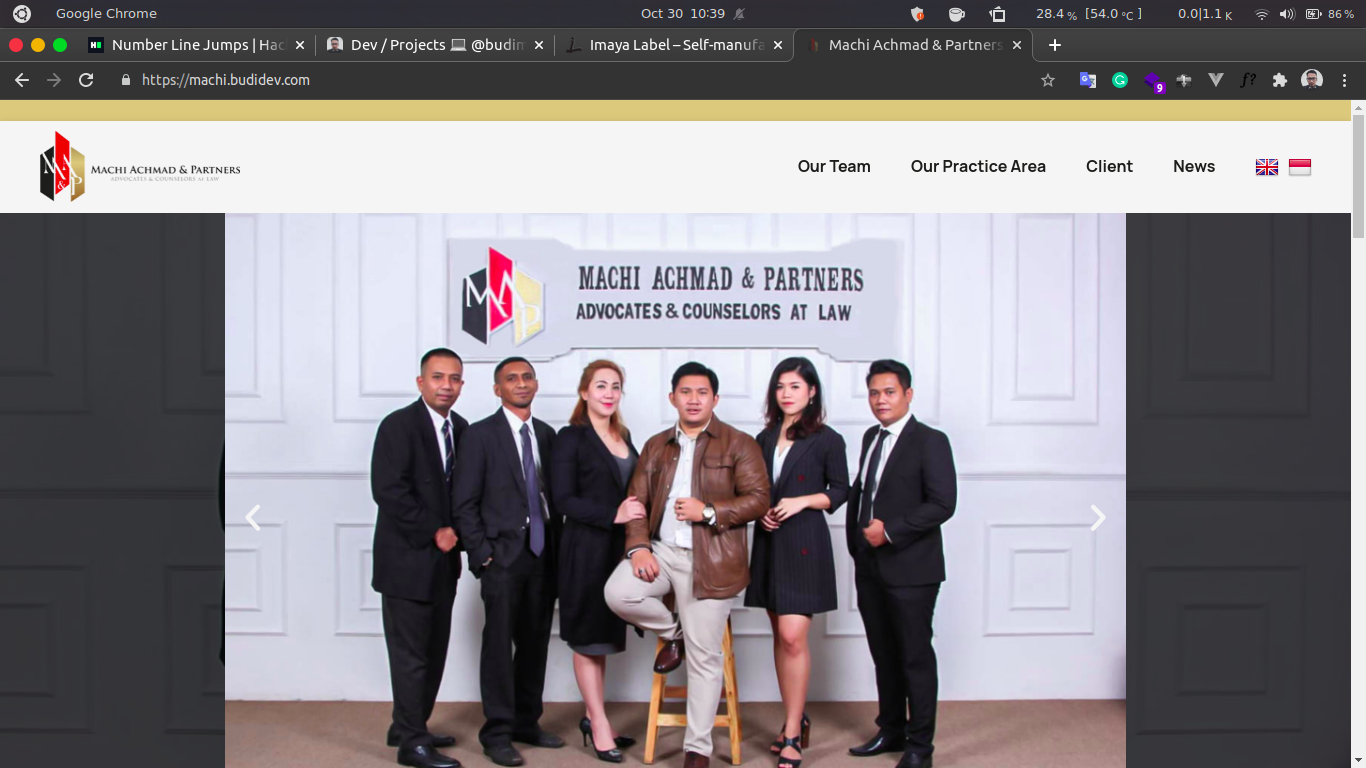 Google Chrome
Oct 30 10:39
28.4 % [54.0 °C ]
0.0|1.1 K
86 %
Number Line Jumps | Hac
Dev / Projects 💻 @budim
Imaya Label – Self-manufa
Machi Achmad & Partners
https://machi.budidev.com
f?
9
MA&P
MACHI ACHMAD & PARTNERS
ADVOCATES & COUNSELORS AT LAW
Our Team
Our Practice Area
Client
News
MAP
MACHI ACHMAD & PARTNERS
ADVOCATES & COUNSELORS AT LAW